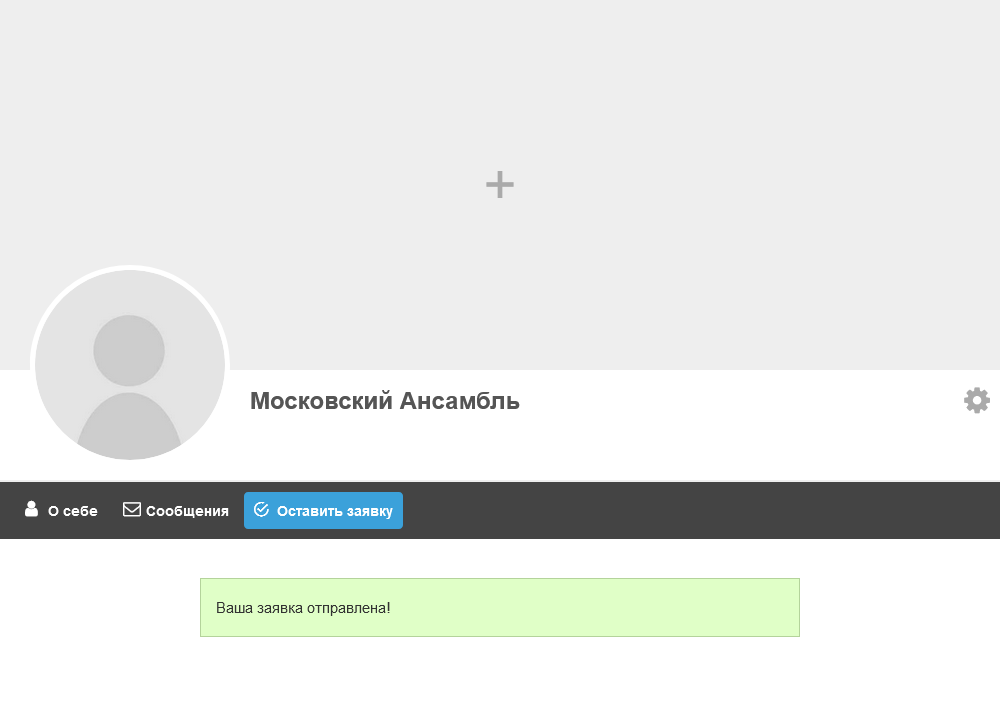 Московский Ансамбль
О себе
Сообщения
Оставить заявку
Ваша заявка отправлена!